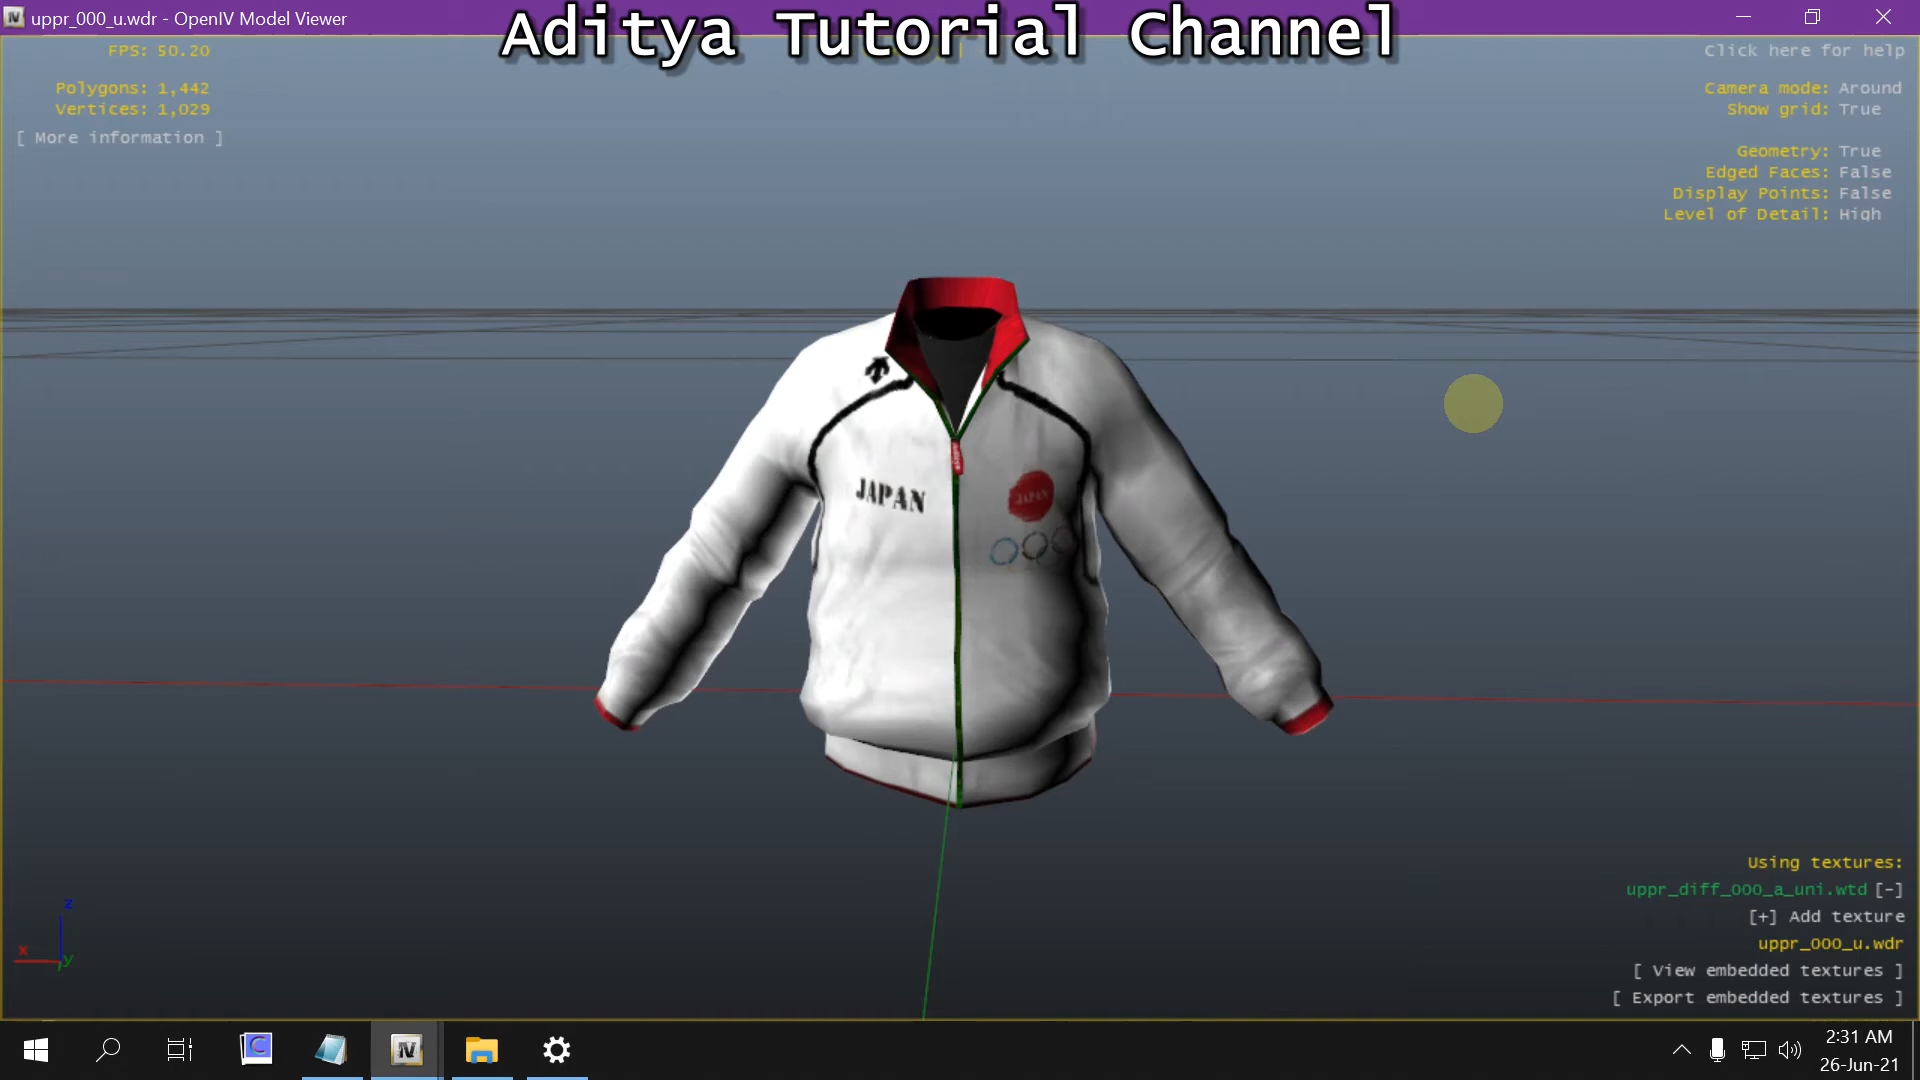 uppr_000_u.wdr - OpenIV Model Viewer
Aditya Tutorial Channel
FPS: 50.20
Polygons: 1,442
Vertices: 1,029
[ More information ]
Click here for help
Camera mode: Around
Show grid: True
Geometry: True
Edged Faces: False
Display Points: False
Level of Detail: High
JAPAN
JAPAN
Using textures:
uppr_diff_000_a_uni.wtd [-]
[+] Add texture
uppr_000_u.wdr
[ View embedded textures ]
[ Export embedded textures ]
z
x
y
2:31 AM
26-Jun-21